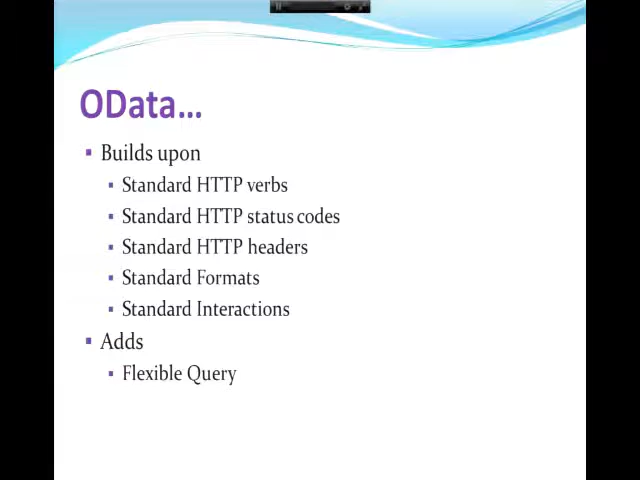 OData...
Builds upon
Standard HTTP verbs
Standard HTTP status codes
Standard HTTP headers
Standard Formats
Standard Interactions
Adds
Flexible Query